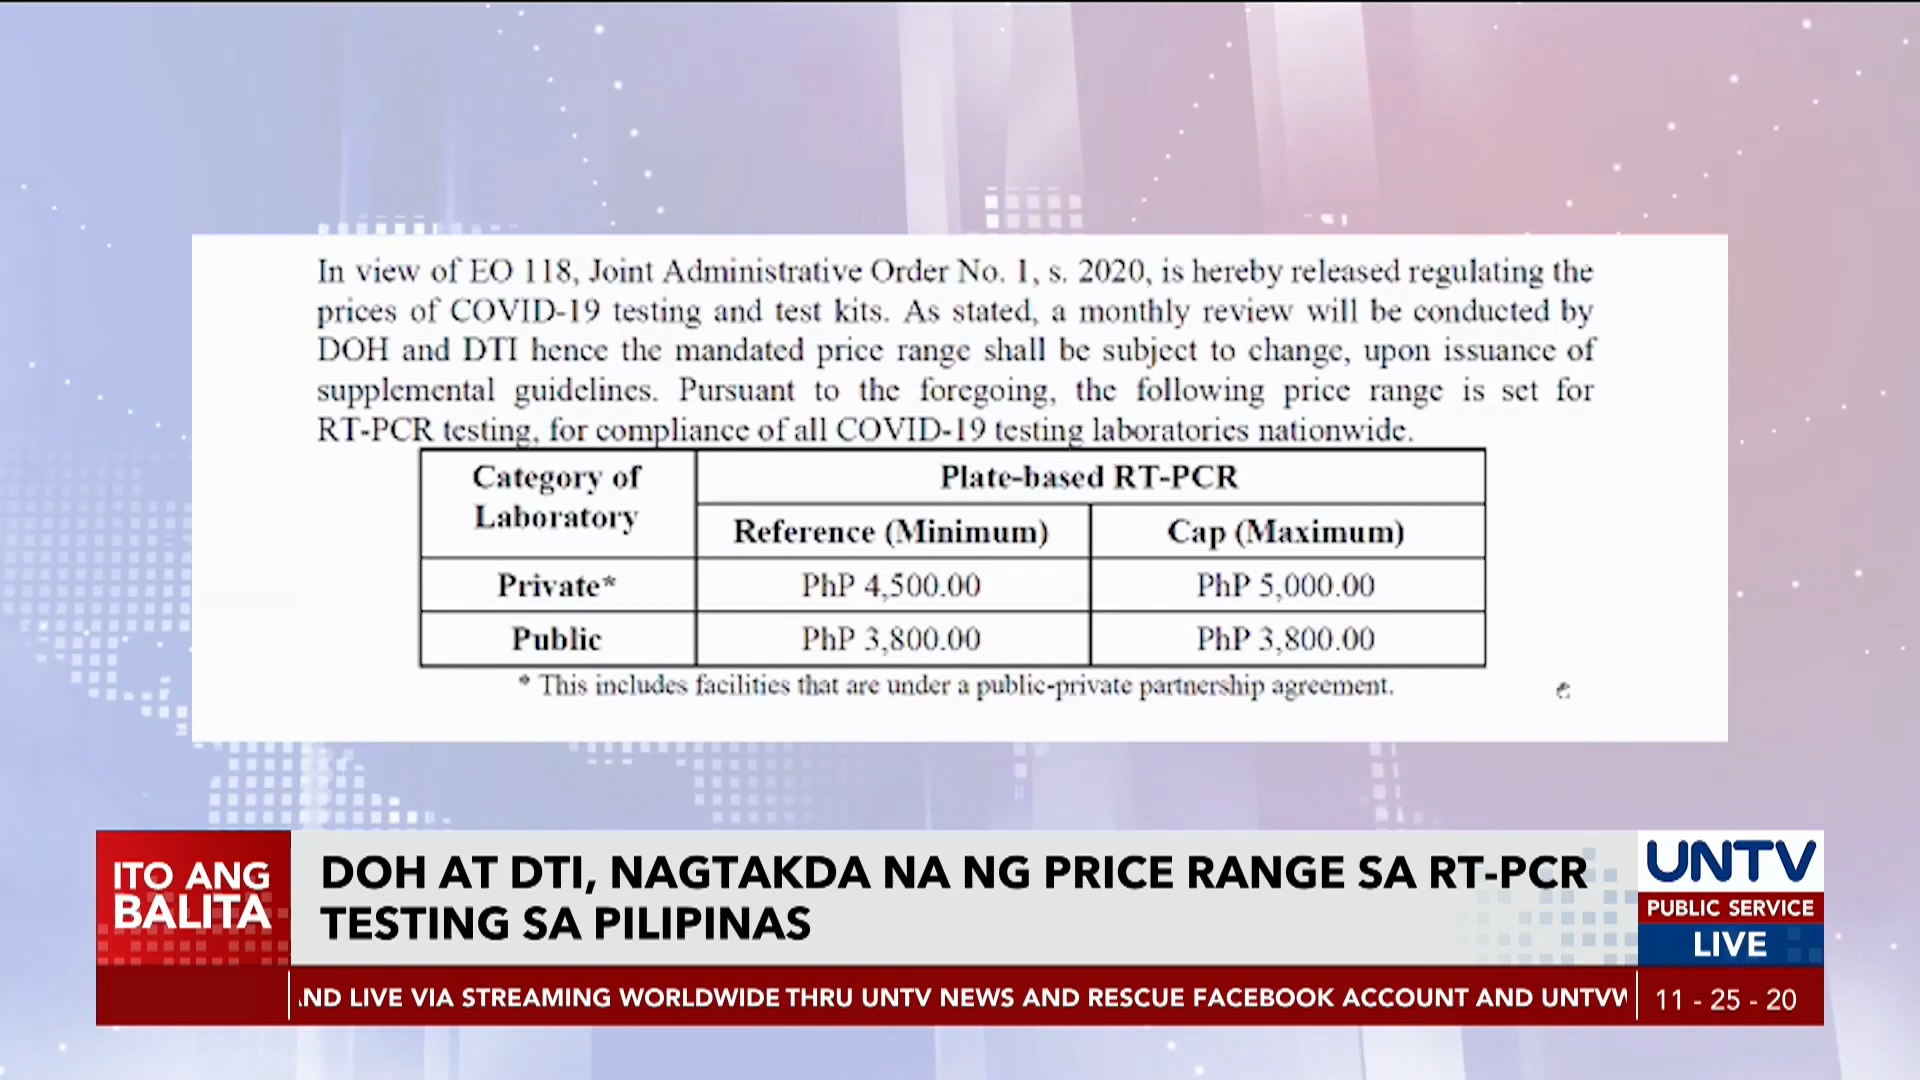 In view of EO 118, Joint Administrative Order No. 1, s. 2020, is hereby released regulating the
prices of COVID-19 testing and test kits. As stated, a monthly review will be conducted by
DOH and DTI hence the mandated price range shall be subject to change, upon issuance of
supplemental guidelines. Pursuant to the foregoing, the following price range is set for
RT-PCR testing, for compliance of all COVID-19 testing laboratories nationwide.
Category of Laboratory
Plate-based RT-PCR
Reference (Minimum) Cap (Maximum)
Private* PhP 4,500.00 PhP 5,000.00
Public PhP 3,800.00 PhP 3,800.00
* This includes facilities that are under a public-private partnership agreement.
ITO ANG
BALITA
DOH AT DTI, NAGTAKDA NA NG PRICE RANGE SA RT-PCR
TESTING SA PILIPINAS
UNTV
PUBLIC SERVICE
LIVE
ND LIVE VIA STREAMING WORLDWIDE THRU UNTV NEWS AND RESCUE FACEBOOK ACCOUNT AND UNTV
11 - 25 - 20